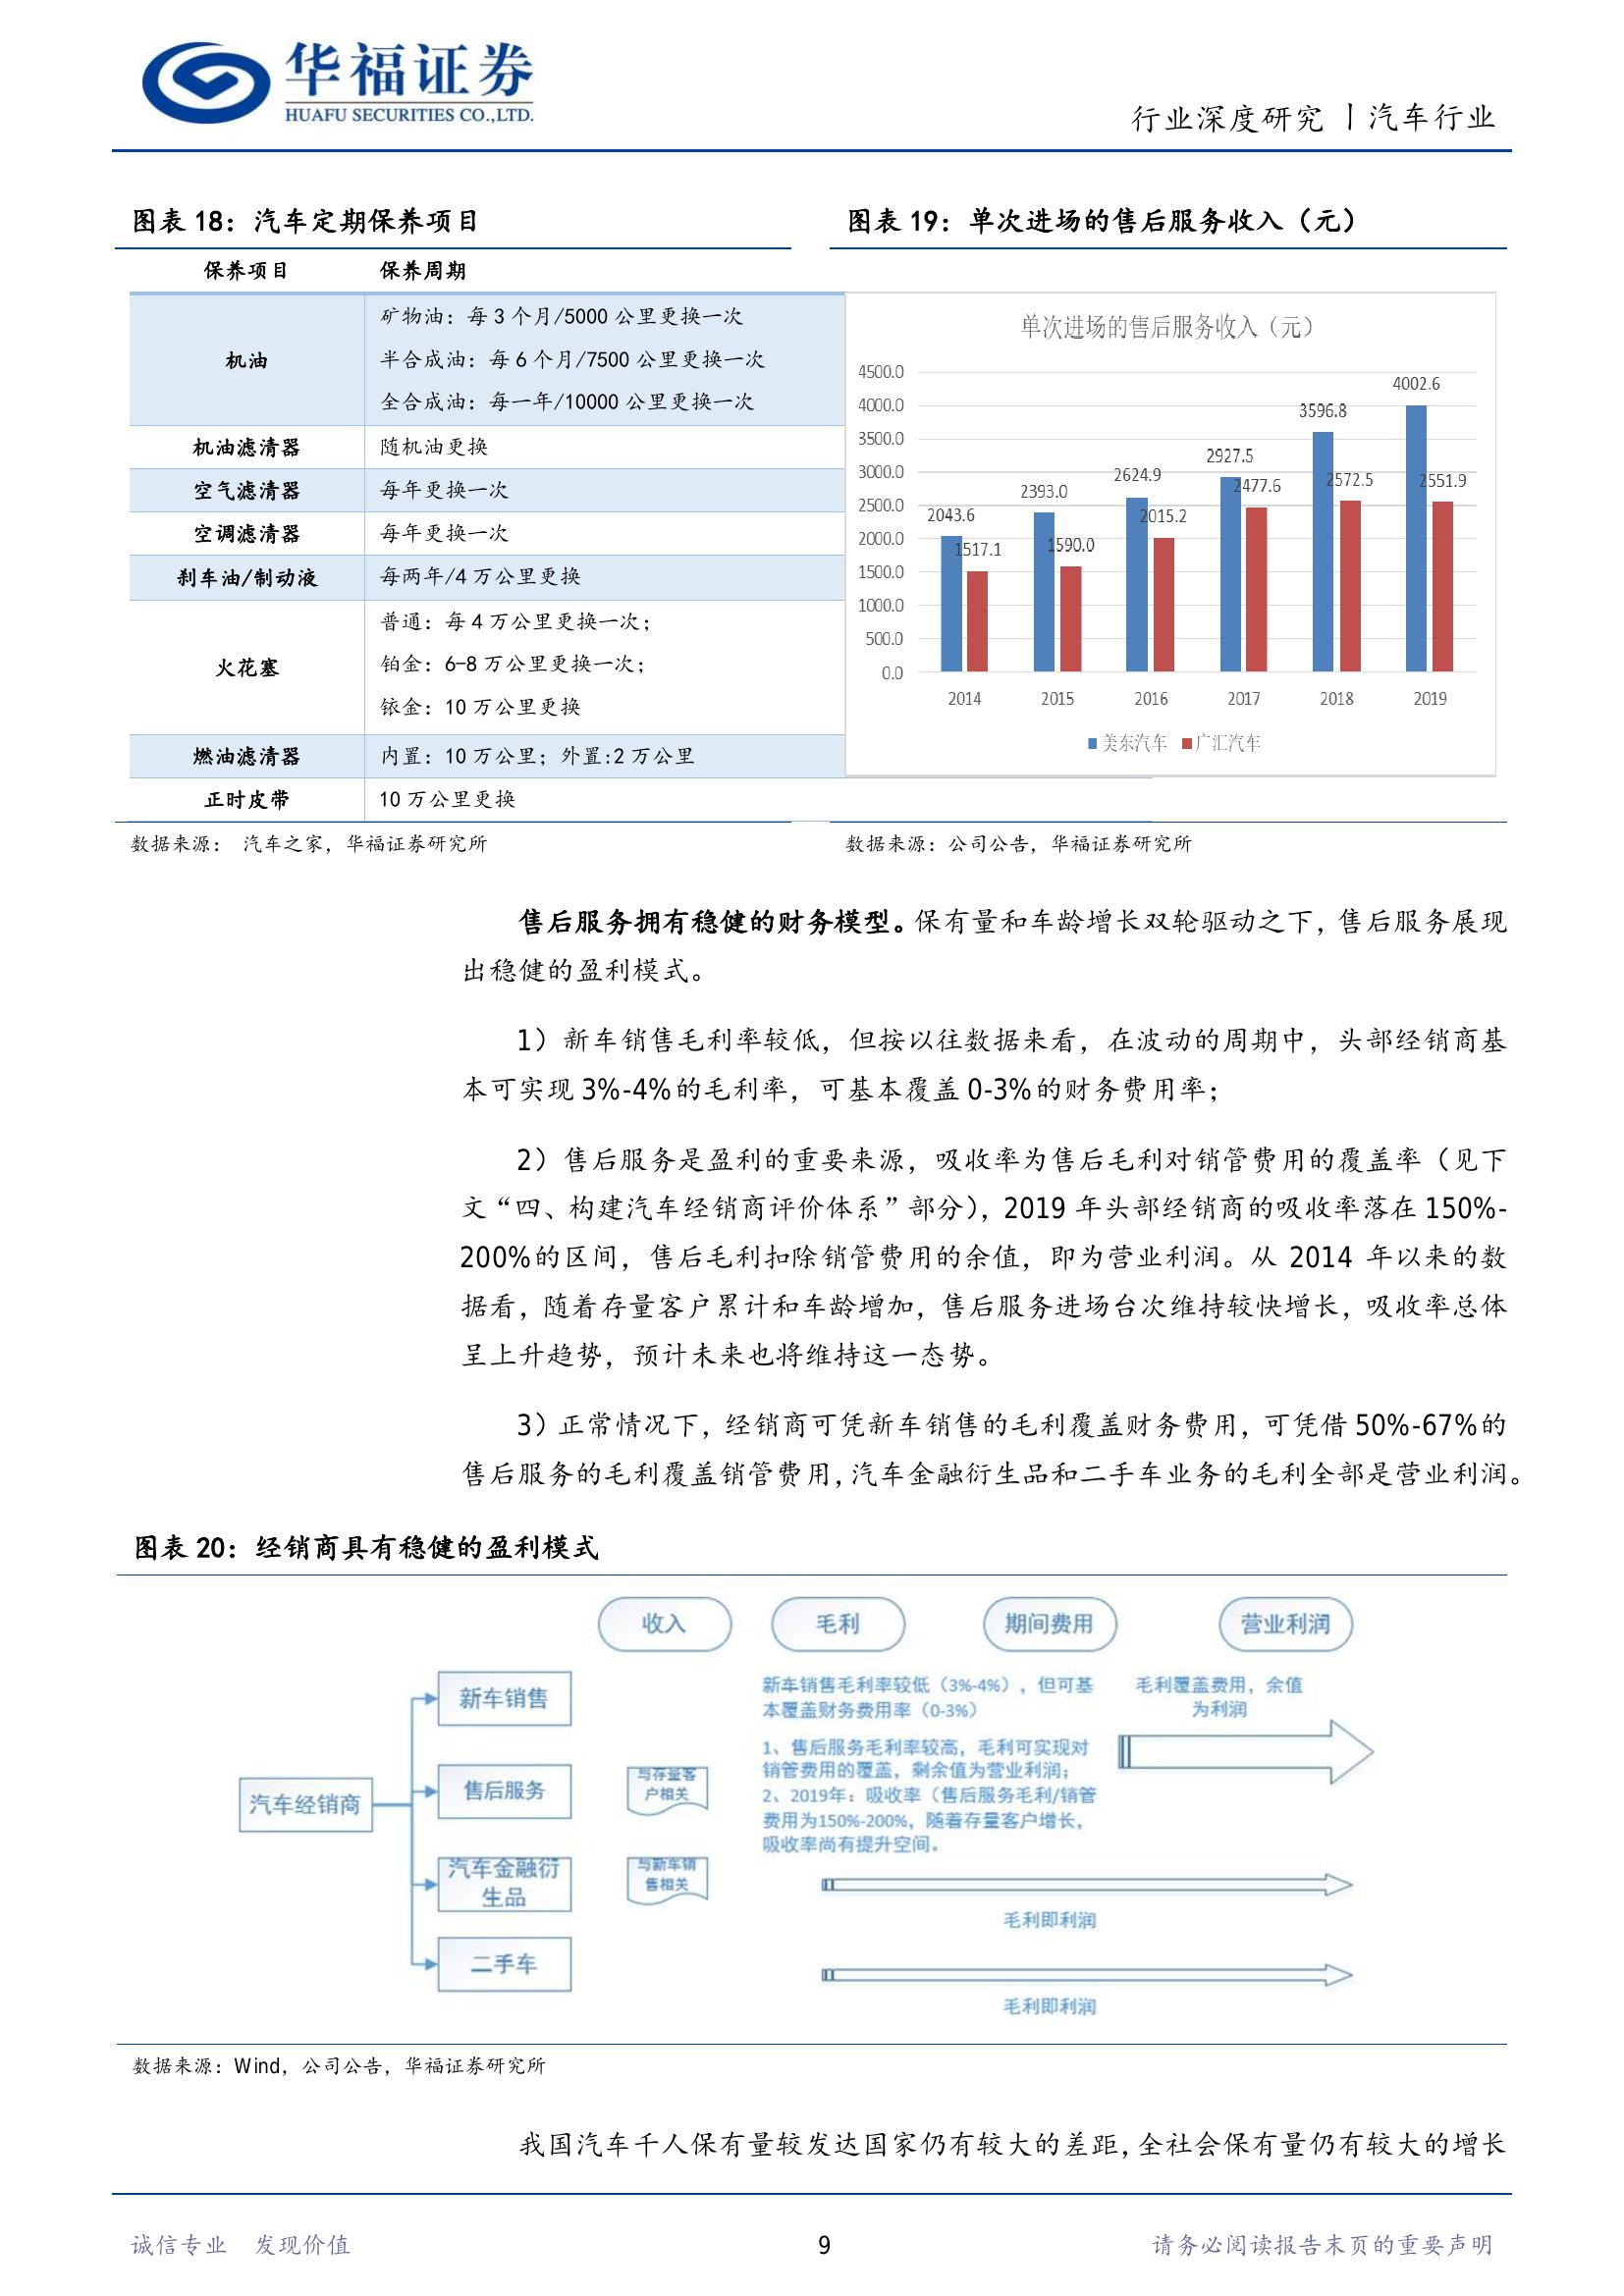 华福证券
HUAFU SECURITIES CO.,LTD.
行业深度研究 丨汽车行业
图表 18：汽车定期保养项目
保养项目 保养周期
机油
矿物油：每 3 个月/5000 公里更换一次
半合成油：每 6 个月/7500 公里更换一次
全合成油：每一年/10000 公里更换一次
机油滤清器 随机油更换
空气滤清器 每年更换一次
空调滤清器 每年更换一次
刹车油/制动液 每两年/4 万公里更换
火花塞
普通：每 4 万公里更换一次；
铂金：6-8 万公里更换一次；
铱金：10 万公里更换
燃油滤清器 内置：10 万公里；外置:2 万公里
正时皮带 10 万公里更换
数据来源： 汽车之家，华福证券研究所
图表 19：单次进场的售后服务收入（元）
单次进场的售后服务收入（元）
4500.0
4000.0
3500.0
3000.0
2500.0
2000.0
1500.0
1000.0
500.0
0.0
2043.6
1517.1
2393.0
1590.0
2624.9
2015.2
2927.5
2477.6
3596.8
2572.5
4002.6
2551.9
2014 2015 2016 2017 2018 2019
美东汽车 广汇汽车
数据来源：公司公告，华福证券研究所
售后服务拥有稳健的财务模型。保有量和车龄增长双轮驱动之下，售后服务展现
出稳健的盈利模式。
1）新车销售毛利率较低，但按以往数据来看，在波动的周期中，头部经销商基
本可实现 3%-4%的毛利率，可基本覆盖 0-3%的财务费用率；
2）售后服务是盈利的重要来源，吸收率为售后毛利对销管费用的覆盖率（见下
文“四、构建汽车经销商评价体系”部分），2019 年头部经销商的吸收率落在 150%-
200%的区间，售后毛利扣除销管费用的余值，即为营业利润。从 2014 年以来的数
据看，随着存量客户累计和车龄增加，售后服务进场台次维持较快增长，吸收率总体
呈上升趋势，预计未来也将维持这一态势。
3）正常情况下，经销商可凭新车销售的毛利覆盖财务费用，可凭借 50%-67%的
售后服务的毛利覆盖销管费用，汽车金融衍生品和二手车业务的毛利全部是营业利润。
图表 20：经销商具有稳健的盈利模式
收入 毛利 期间费用 营业利润
汽车经销商
新车销售
售后服务
汽车金融衍
生品
二手车
与存量客
户相关
与新车销
售相关
新车销售毛利率较低（3%-4%），但可基
本覆盖财务费用率（0-3%）
1、售后服务毛利率较高，毛利可实现对
销管费用的覆盖，剩余值为营业利润；
2、2019年：吸收率（售后服务毛利/销管
费用为150%-200%，随着存量客户增长，
吸收率尚有提升空间。
毛利覆盖费用，余值
为利润
毛利即利润
毛利即利润
数据来源：Wind，公司公告，华福证券研究所
我国汽车千人保有量较发达国家仍有较大的差距，全社会保有量仍有较大的增长
诚信专业 发现价值
9
请务必阅读报告末页的重要声明